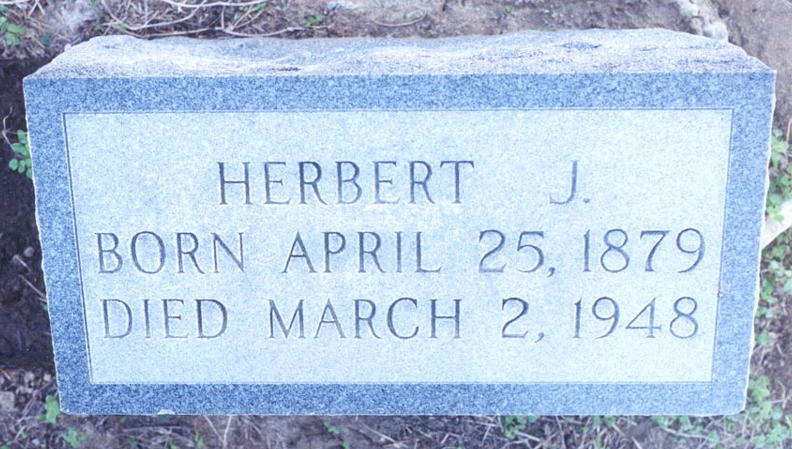 HERBERT J.
BORN APRIL 25, 1879
DIED MARCH 2, 1948